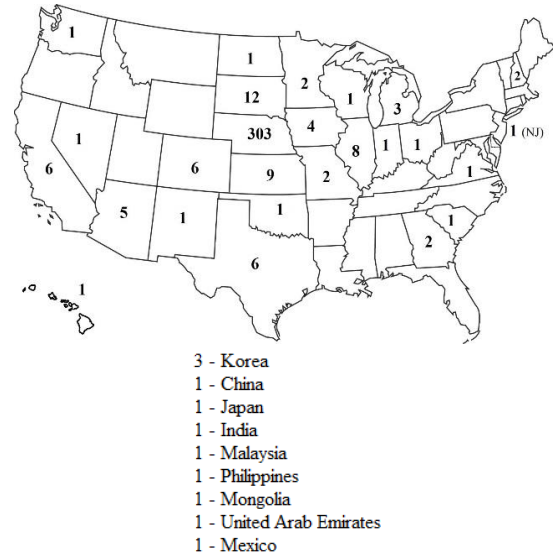 1
1
2
1
2
12
3
303
4
1 (NJ)
1
8
1
1
6
6
9
2
1
5
1
1
1
2
6
1
3 - Korea
1 - China
1 - Japan
1 - India
1 - Malaysia
1 - Philippines
1 - Mongolia
1 - United Arab Emirates
1 - Mexico